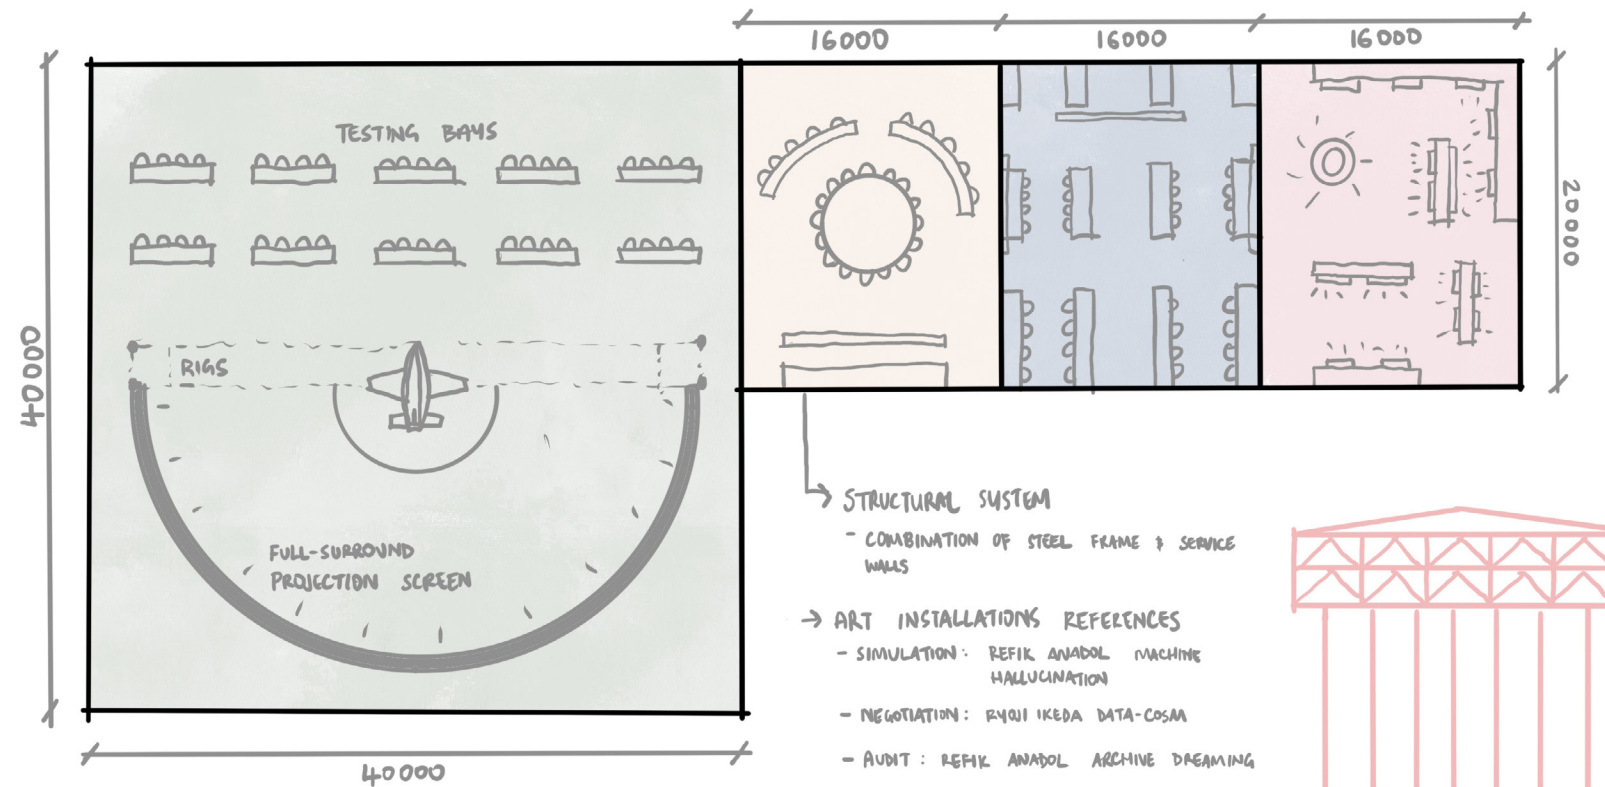 16000
16000
16000
TESTING BAYS
20000
RIGS
40000
FULL-SURROUND
PROJECTION SCREEN
40000
STRUCTURAL SYSTEM
- COMBINATION OF STEEL FRAME & SERVICE
WALLS
ART INSTALLATIONS REFERENCES
- SIMULATION: REFIK ANADOL MACHINE
HALLUCINATION
- NEGOTIATION: RYOJI IKEDA DATA-COSM
- AUDIT: REFIK ANADOL ARCHIVE DREAMING